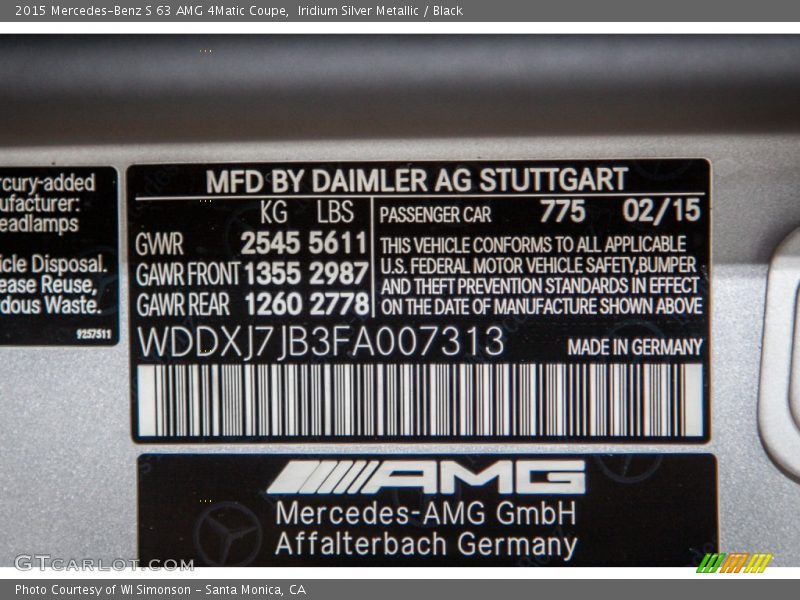 2015 Mercedes-Benz S 63 AMG 4Matic Coupe, Iridium Silver Metallic / Black
rcury-added
ufacturer:
eadlamps
icle Disposal.
ease Reuse,
rdous Waste.
9257511
MFD BY DAIMLER AG STUTTGART
KG LBS
GWR 2545 5611
GAWR FRONT 1355 2987
GAWR REAR 1260 2778
PASSENGER CAR 775 02/15
THIS VEHICLE CONFORMS TO ALL APPLICABLE
U.S. FEDERAL MOTOR VEHICLE SAFETY,BUMPER
AND THEFT PREVENTION STANDARDS IN EFFECT
ON THE DATE OF MANUFACTURE SHOWN ABOVE
WDDXJ7JB3FA007313
MADE IN GERMANY
AMG
Mercedes-AMG GmbH
Affalterbach Germany
GTCARLOT.COM
Photo Courtesy of WI Simonson - Santa Monica, CA